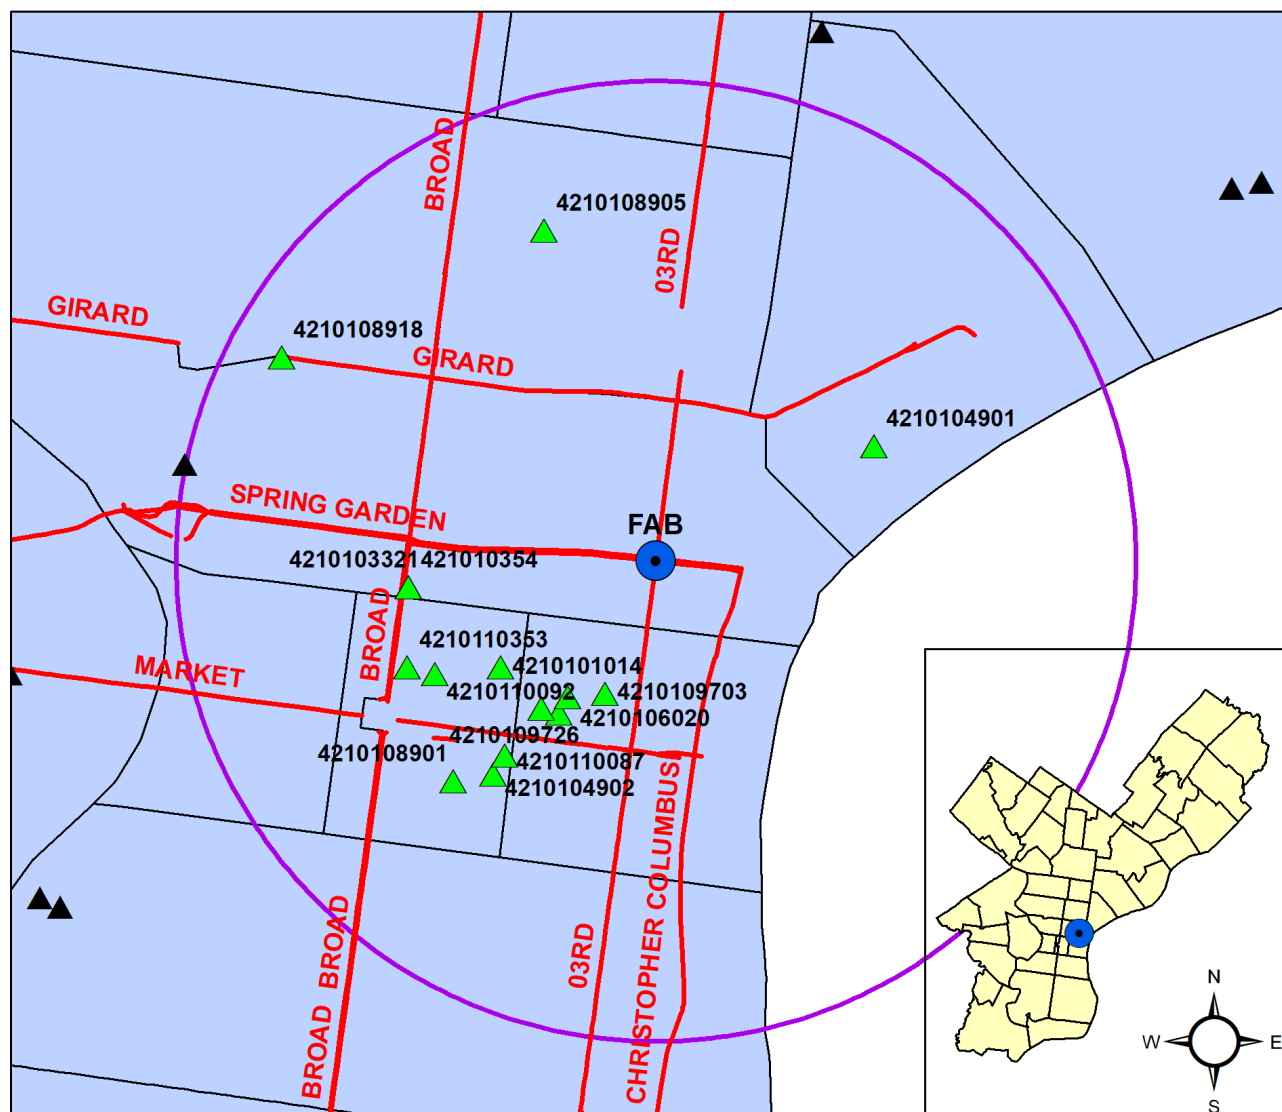 BROAD
4210108905
03RD
GIRARD
4210108918
GIRARD
4210104901
SPRING GARDEN
FAB
4210103321421010354
BROAD
4210110353
MARKET
4210101014
4210110092
4210109703
4210106020
4210109726
4210108901
4210110087
4210104902
CHRISTOPHER COLUMBUS
BROAD
03RD
BROAD
N
W
E
S